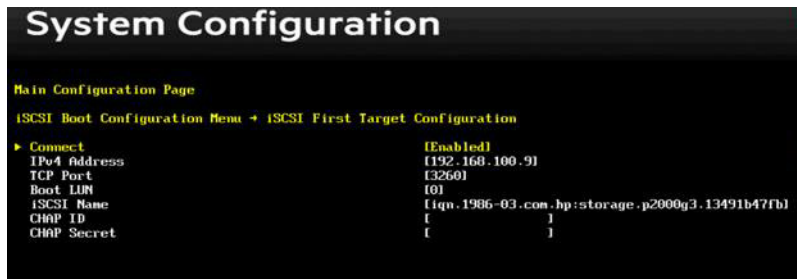 System Configuration
Main Configuration Page
iSCSI Boot Configuration Menu → iSCSI First Target Configuration
▶ Connect [Enabled]
IPv4 Address [192.168.100.9]
TCP Port [3260]
Boot LUN [0]
iSCSI Name [iqn.1986-03.com.hp:storage.p2000g3.13491b47fb]
CHAP ID [ ]
CHAP Secret [ ]